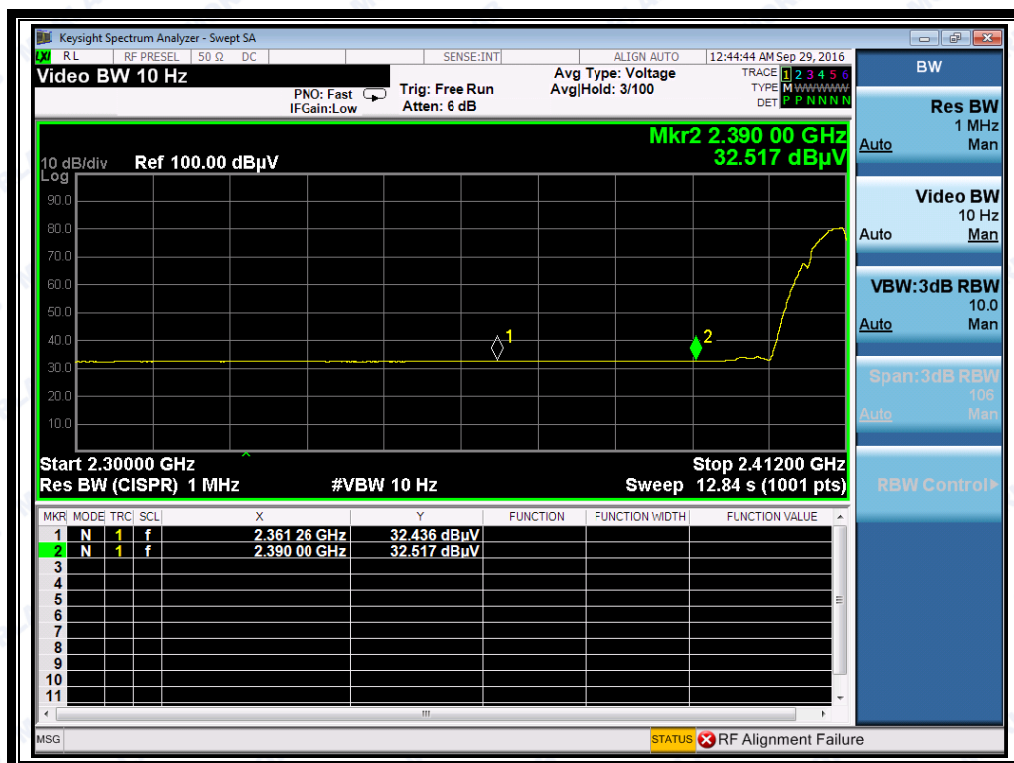 Keysight Spectrum Analyzer - Swept SA
LXI RL RF PRESEL 50 Ω DC SENSE:INT ALIGN AUTO 12:44:44 AM Sep 29, 2016
Video BW 10 Hz
PNO: Fast
IFGain:Low
Trig: Free Run
Atten: 6 dB
Avg Type: Voltage
Avg|Hold: 3/100
TRACE 1 2 3 4 5 6
TYPE M WWWWW
DET P P N N N N
Mkr2 2.390 00 GHz
32.517 dBµV
10 dB/div Ref 100.00 dBµV
Log
90.0
80.0
70.0
60.0
50.0
40.0
30.0
20.0
10.0
1
2
Start 2.30000 GHz Stop 2.41200 GHz
Res BW (CISPR) 1 MHz #VBW 10 Hz Sweep 12.84 s (1001 pts)
MKR MODE TRC SCL X Y FUNCTION FUNCTION WIDTH FUNCTION VALUE
1 N 1 f 2.361 26 GHz 32.436 dBµV
2 N 1 f 2.390 00 GHz 32.517 dBµV
3
4
5
6
7
8
9
10
11
MSG STATUS RF Alignment Failure
BW
Res BW
1 MHz
Auto Man
Video BW
10 Hz
Auto Man
VBW:3dB RBW
10.0
Auto Man
Span:3dB RBW
106
Auto Man
RBW Control